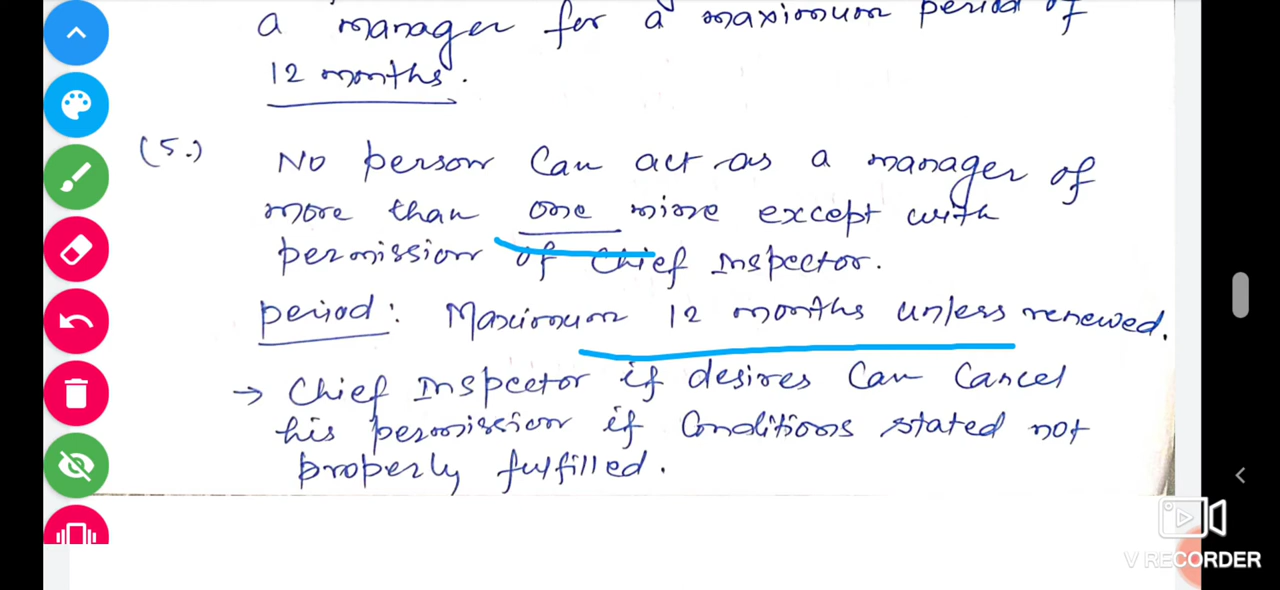 a manager for a maximum period of
12 months.
(5.) No person can act as a manager of
more than one mine except with
permission of chief Inspector.
period: Maximum 12 months unless renewed.
→ Chief Inspector if desires can cancel
his permission if conditions stated not
properly fulfilled.
V RECORDER